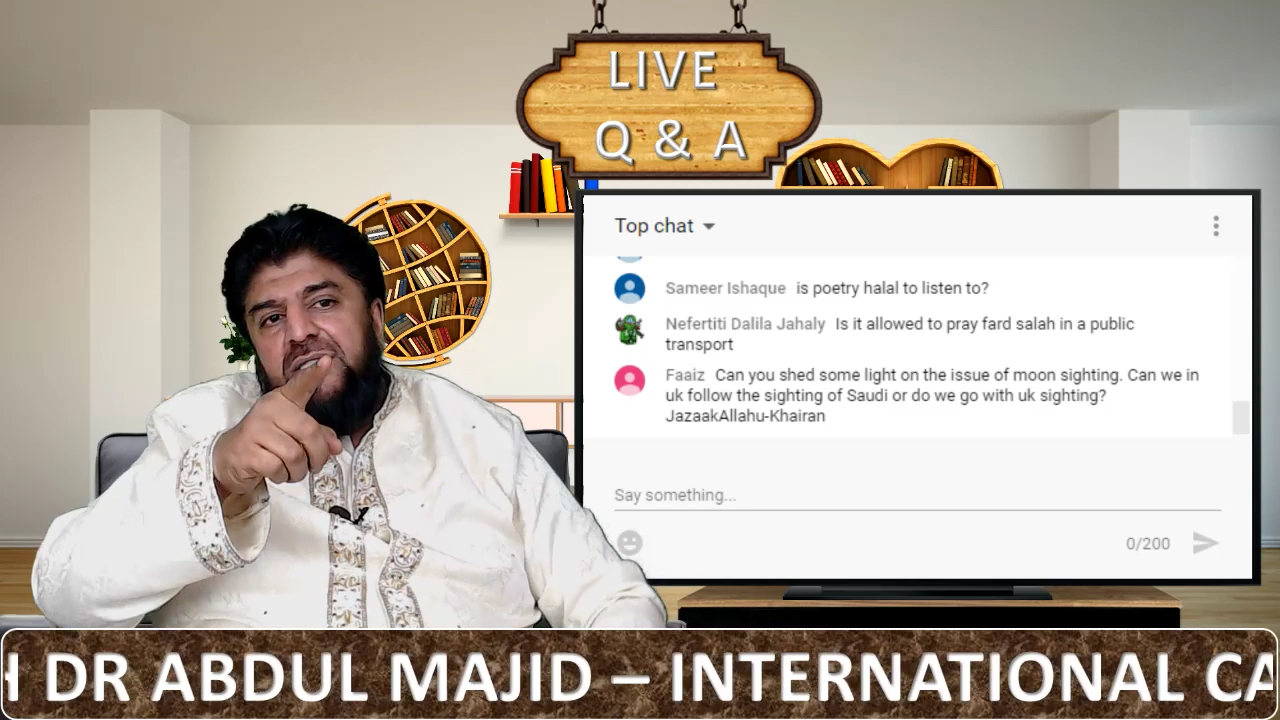 LIVE
Q & A
Top chat
Sameer Ishaque is poetry halal to listen to?
Nefertiti Dalila Jahaly Is it allowed to pray fard salah in a public
transport
Faaiz Can you shed some light on the issue of moon sighting. Can we in
uk follow the sighting of Saudi or do we go with uk sighting?
JazaakAllahu-Khairan
Say something...
0/200
DR ABDUL MAJID – INTERNATIONAL